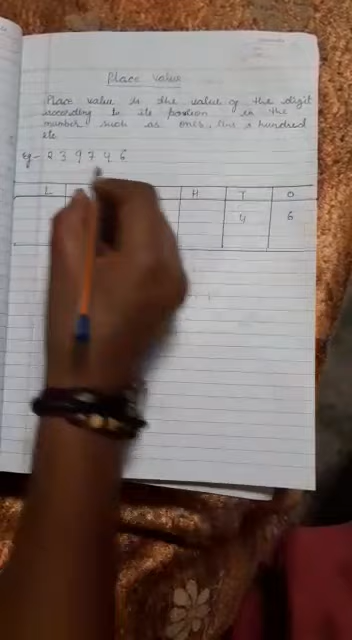 Place value
Place value is the value of the digit
according to its position in the
number such as ones, tens & hundred
etc
Eg- 2 3 9 7 4 6
L H T O
4 6